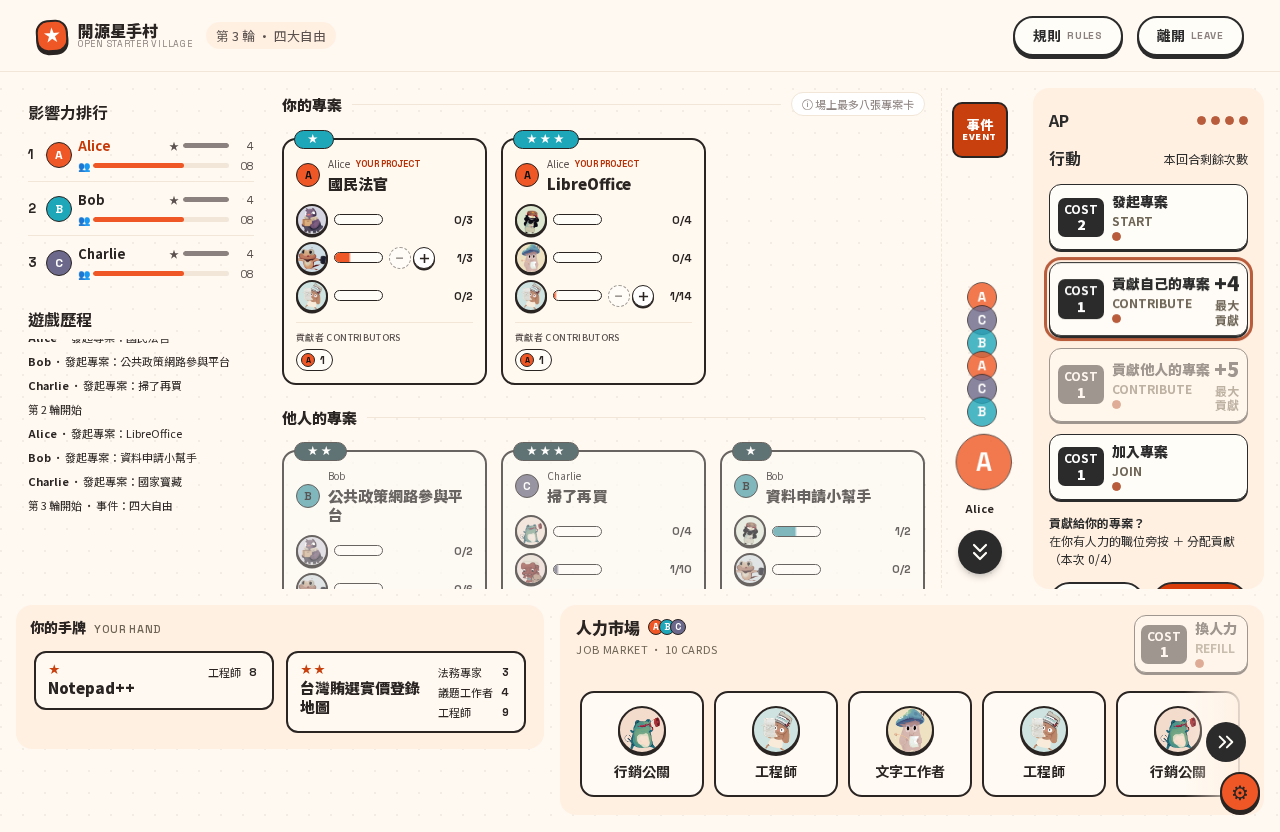 開源星手村
OPEN STARTER VILLAGE
第 3 輪 · 四大自由
規則 RULES
離開 LEAVE
影響力排行
1 A Alice ★ 4
08
2 B Bob ★ 4
08
3 C Charlie ★ 4
08
遊戲歷程
Alice · 發起專案：國民法官
Bob · 發起專案：公共政策網路參與平台
Charlie · 發起專案：掃了再買
第 2 輪開始
Alice · 發起專案：LibreOffice
Bob · 發起專案：資料申請小幫手
Charlie · 發起專案：國家寶藏
第 3 輪開始 · 事件：四大自由
你的專案
ⓘ 場上最多八張專案卡
★
A Alice YOUR PROJECT
國民法官
0/3
− + 1/3
0/2
貢獻者 CONTRIBUTORS
A 1
★ ★ ★
A Alice YOUR PROJECT
LibreOffice
0/4
0/4
− + 1/14
貢獻者 CONTRIBUTORS
A 1
他人的專案
★ ★
B Bob
公共政策網路參與平
台
0/2
0/6
★ ★ ★
C Charlie
掃了再買
0/4
1/10
★
B Bob
資料申請小幫手
1/2
0/2
事件
EVENT
A
C
B
A
C
B
A
Alice
AP
行動 本回合剩餘次數
COST 2
發起專案
START
COST 1
貢獻自己的專案 +4
CONTRIBUTE 最大
貢獻
COST 1
貢獻他人的專案 +5
CONTRIBUTE 最大
貢獻
COST 1
加入專案
JOIN
貢獻給你的專案？
在你有人力的職位旁按 ＋ 分配貢獻
（本次 0/4）
你的手牌 YOUR HAND
★
Notepad++
工程師 8
★ ★
台灣賄選實價登錄
地圖
法務專家 3
議題工作者 4
工程師 9
人力市場 A B C
JOB MARKET · 10 CARDS
COST 1
換人力
REFILL
行銷公關
工程師
文字工作者
工程師
行銷公關